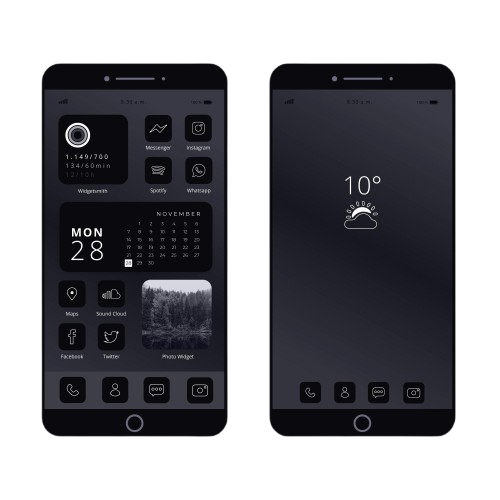 1.149/700
134/60min
12/10h
Widgetsmith
Messenger
Instagram
Spotify
Whatsapp
MON
28
NOVEMBER
1 2 3 4 5 6
7 8 9 10 11 12 13
14 15 16 17 18 19 20
21 22 23 24 25 26 27
28 29 30
Maps
Sound Cloud
Facebook
Twitter
Photo Widget
10°